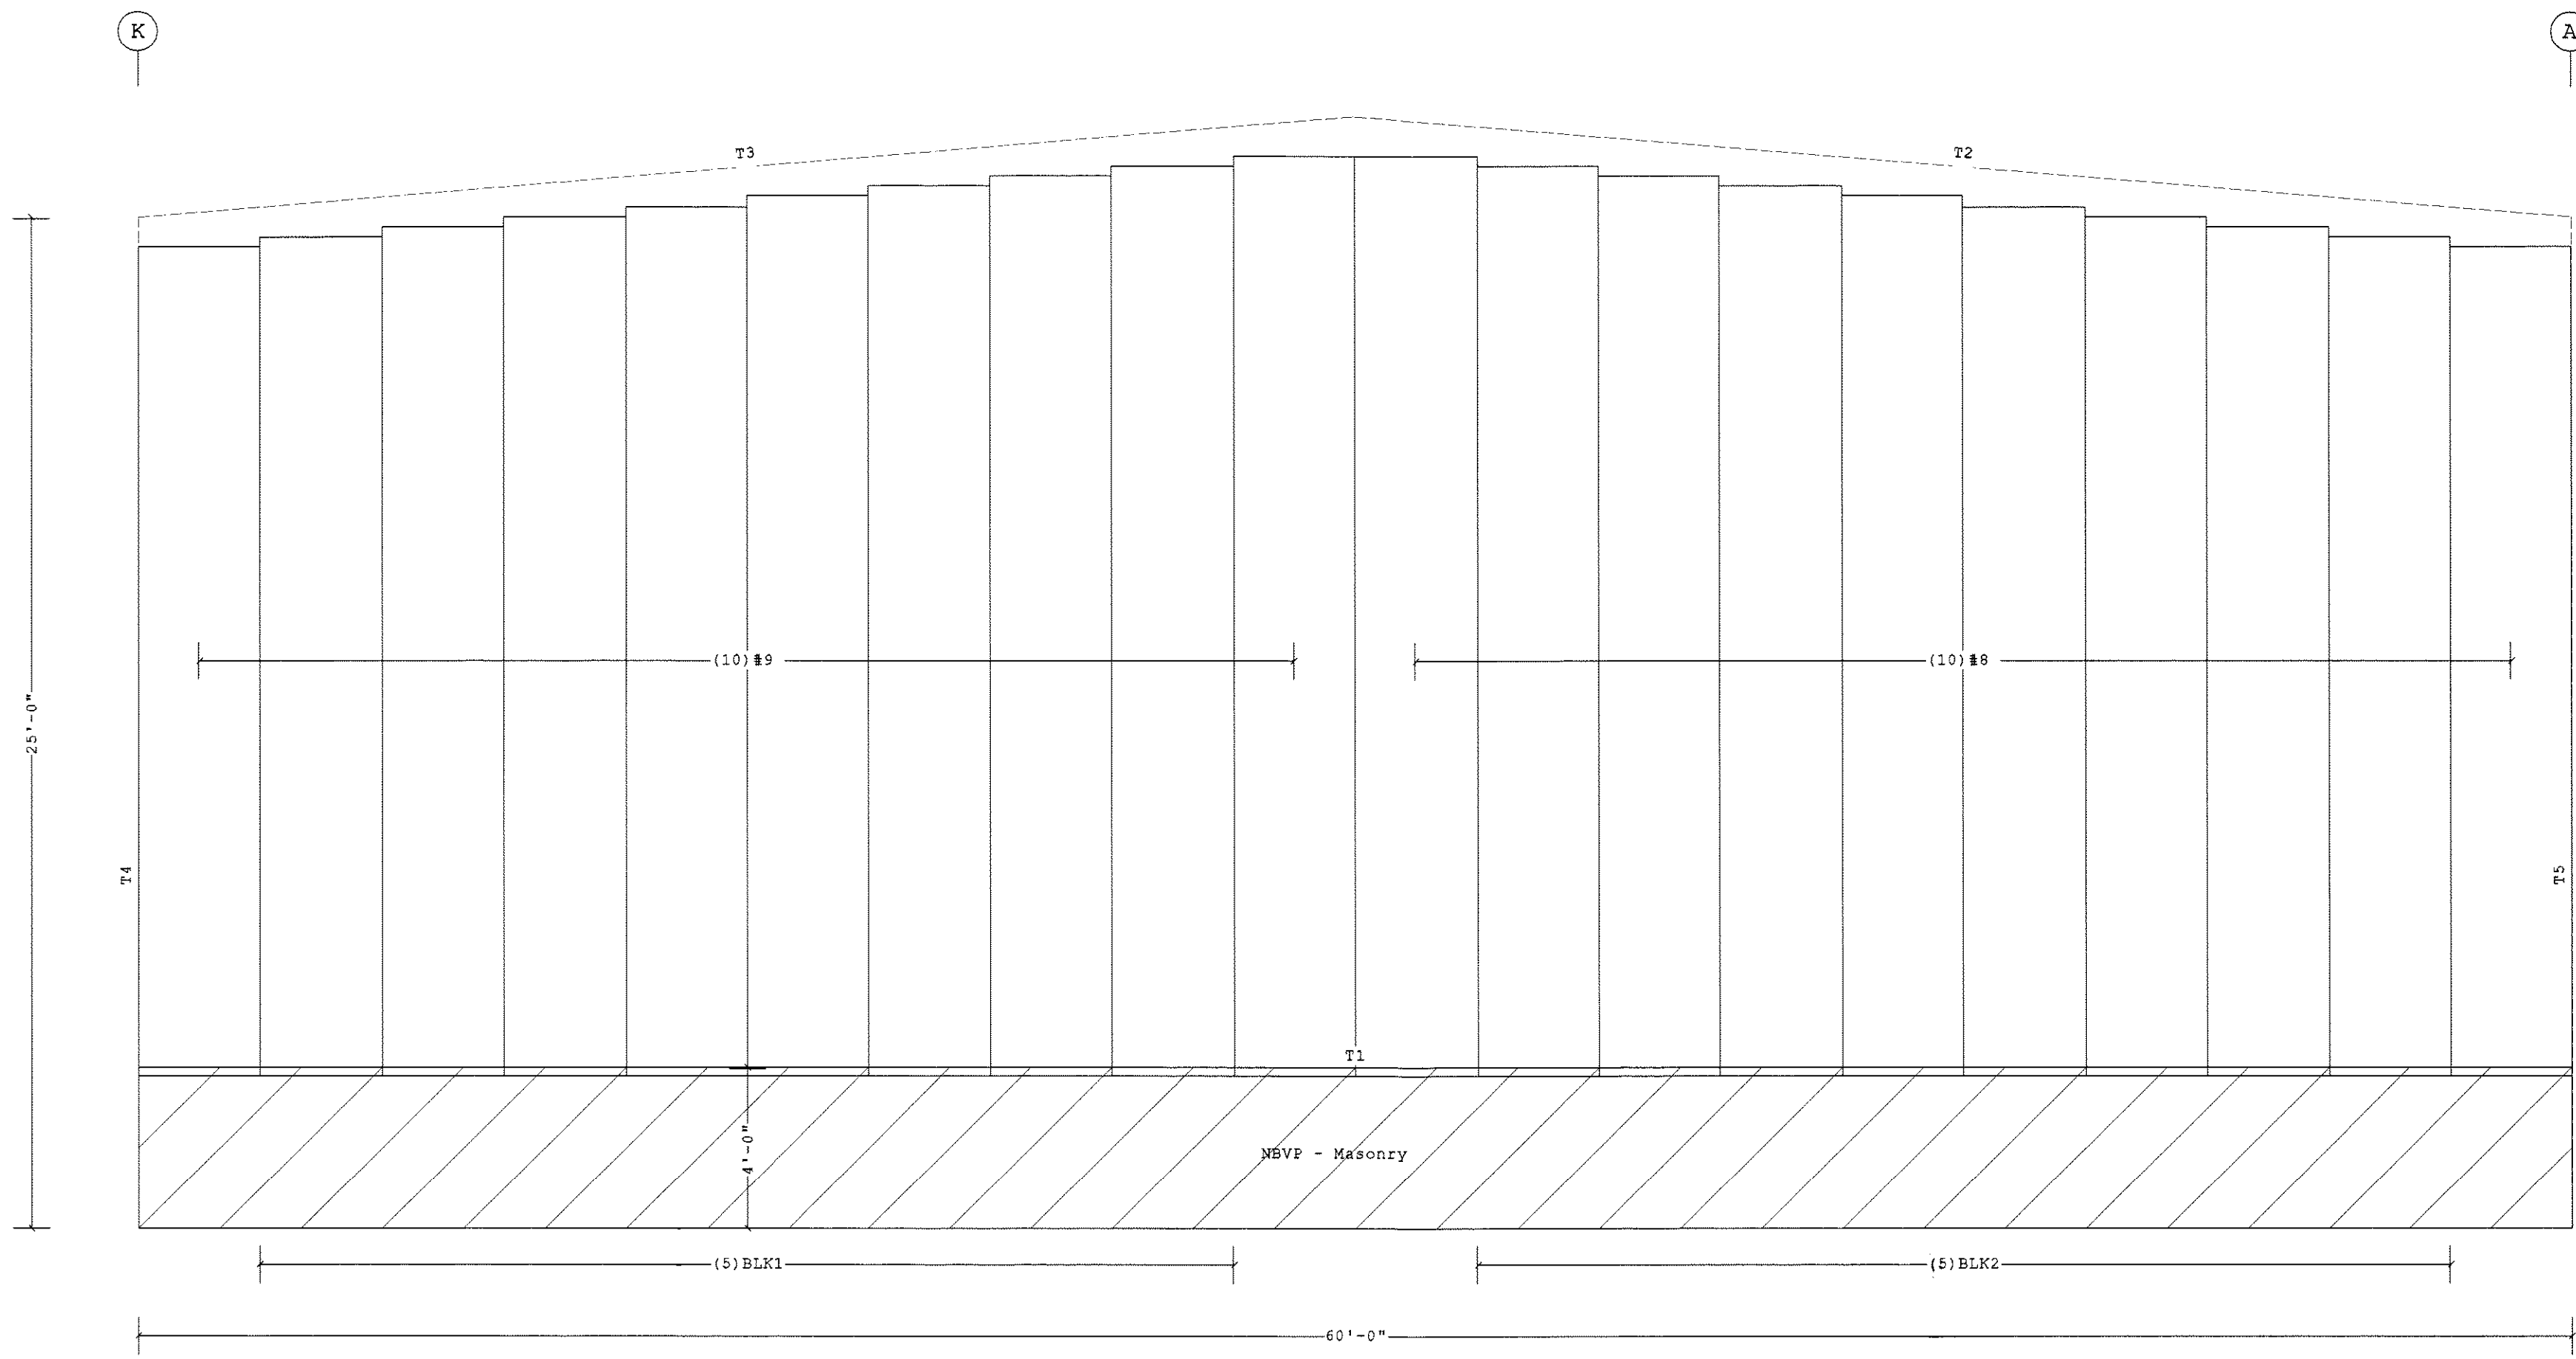 K
A
T3
T2
25'-0"
(10)#9
(10)#8
T4
T5
T1
4'-0"
NBVP - Masonry
(5)BLK1
(5)BLK2
60'-0"